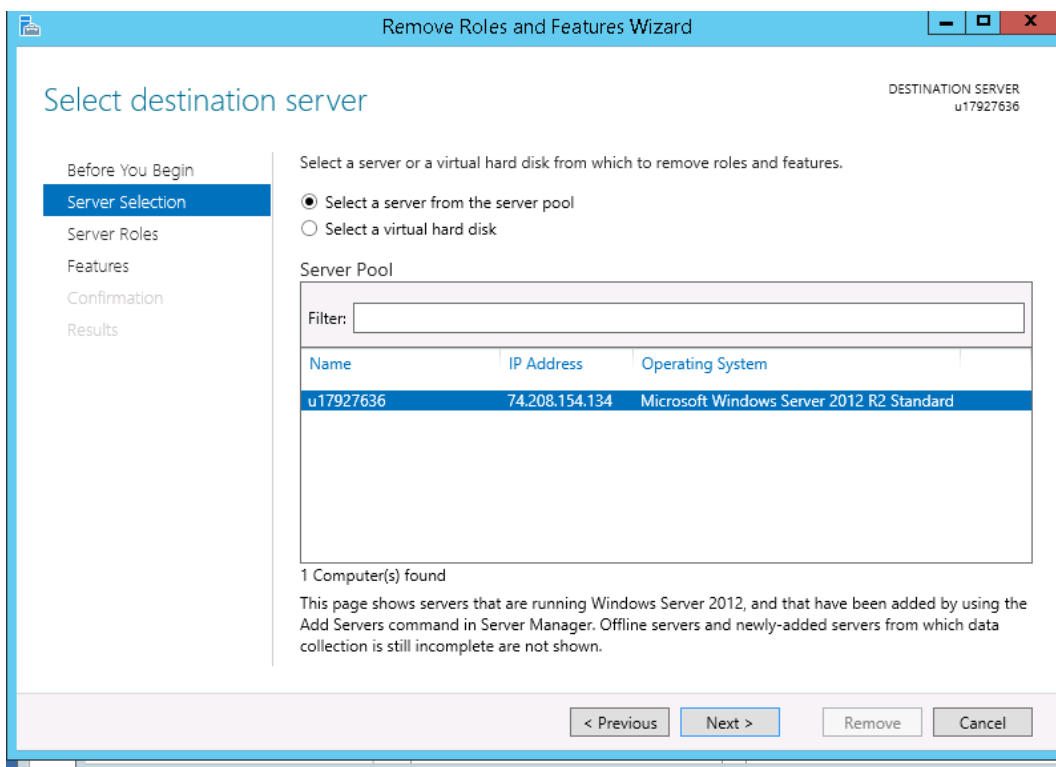 Remove Roles and Features Wizard
Select destination server
DESTINATION SERVER
u17927636
Before You Begin
Server Selection
Server Roles
Features
Confirmation
Results
Select a server or a virtual hard disk from which to remove roles and features.
Select a server from the server pool
Select a virtual hard disk
Server Pool
Filter:
Name IP Address Operating System
u17927636 74.208.154.134 Microsoft Windows Server 2012 R2 Standard
1 Computer(s) found
This page shows servers that are running Windows Server 2012, and that have been added by using the
Add Servers command in Server Manager. Offline servers and newly-added servers from which data
collection is still incomplete are not shown.
< Previous Next > Remove Cancel